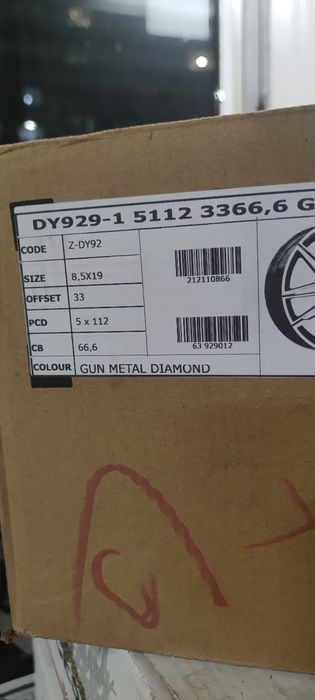 DY929-1 5112 3366,6 G
CODE Z-DY92
SIZE 8,5X19
OFFSET 33
PCD 5 x 112
CB 66,6
COLOUR GUN METAL DIAMOND
212110866
63 929012